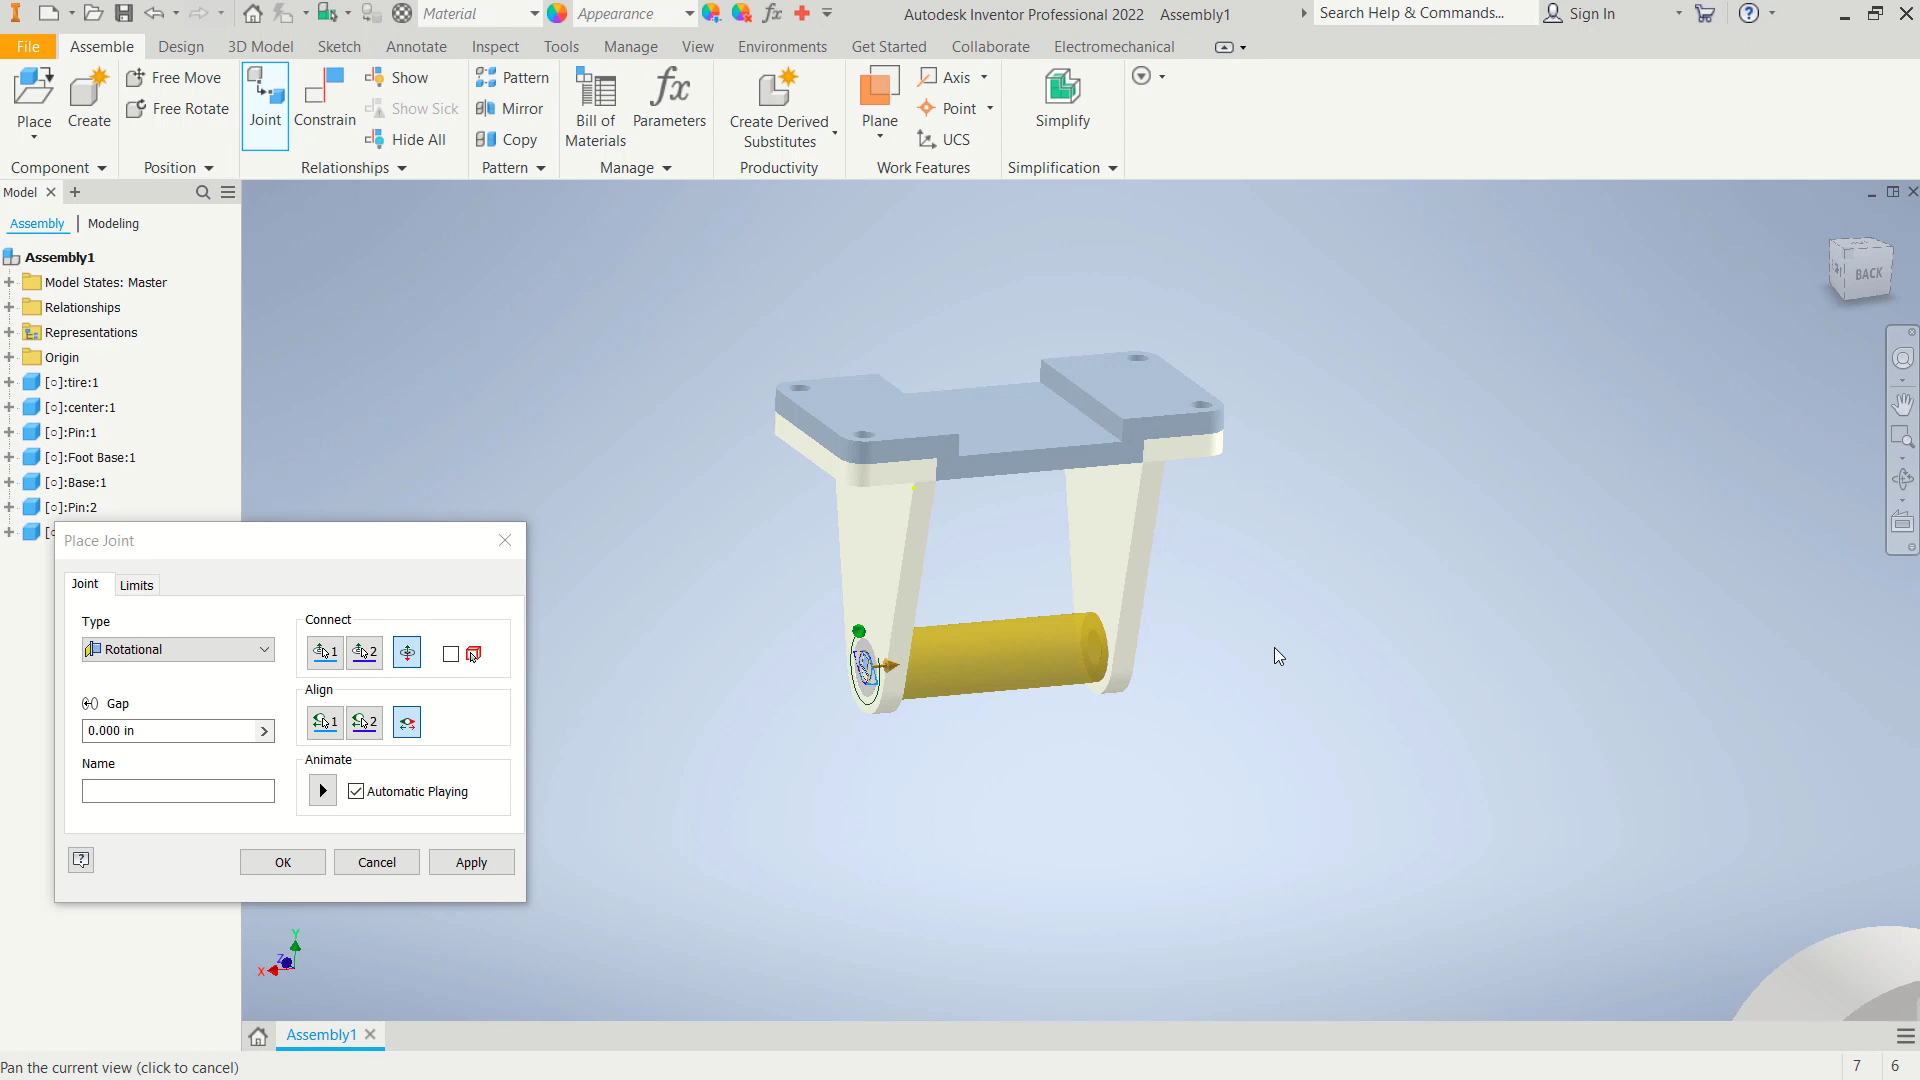 Material
Appearance
Autodesk Inventor Professional 2022 Assembly1
Search Help & Commands...
Sign In
File
Assemble
Design
3D Model
Sketch
Annotate
Inspect
Tools
Manage
View
Environments
Get Started
Collaborate
Electromechanical
Place
Create
Free Move
Free Rotate
Joint
Constrain
Show
Show Sick
Hide All
Pattern
Mirror
Copy
Bill of
Materials
Parameters
Create Derived
Substitutes
Plane
Axis
Point
UCS
Simplify
Component
Position
Relationships
Pattern
Manage
Productivity
Work Features
Simplification
Model
Assembly | Modeling
Assembly1
Model States: Master
Relationships
Representations
Origin
[○]:tire:1
[○]:center:1
[○]:Pin:1
[○]:Foot Base:1
[○]:Base:1
[○]:Pin:2
BACK
Place Joint
Joint
Limits
Type
Rotational
Connect
1
2
Gap
0.000 in
Align
1
2
Name
Animate
Automatic Playing
OK
Cancel
Apply
Y
Z
X
Assembly1
Pan the current view (click to cancel)
7
6